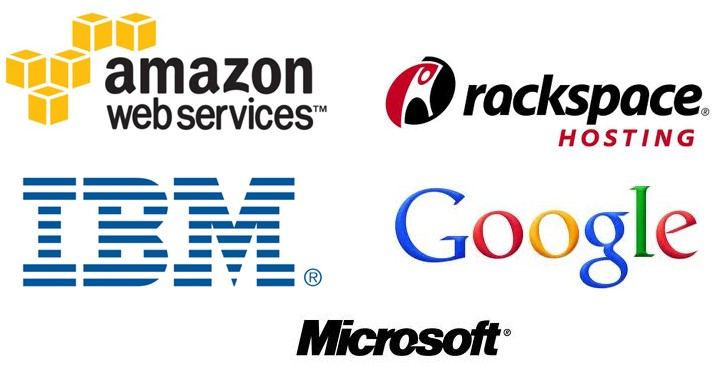 amazon
web services™
rackspace®
HOSTING
IBM®
Google
Microsoft®